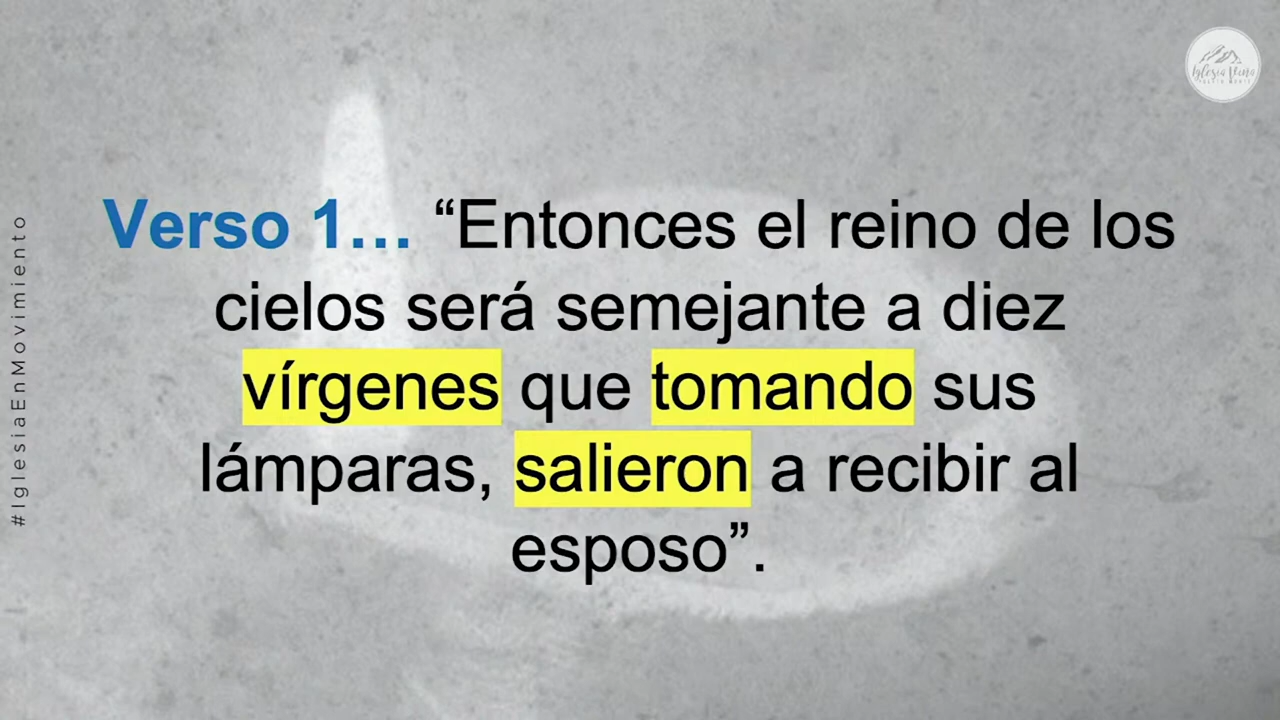 Verso 1... “Entonces el reino de los
cielos será semejante a diez
vírgenes que tomando sus
lámparas, salieron a recibir al
esposo”.
#IglesiaEnMovimiento
Iglesia